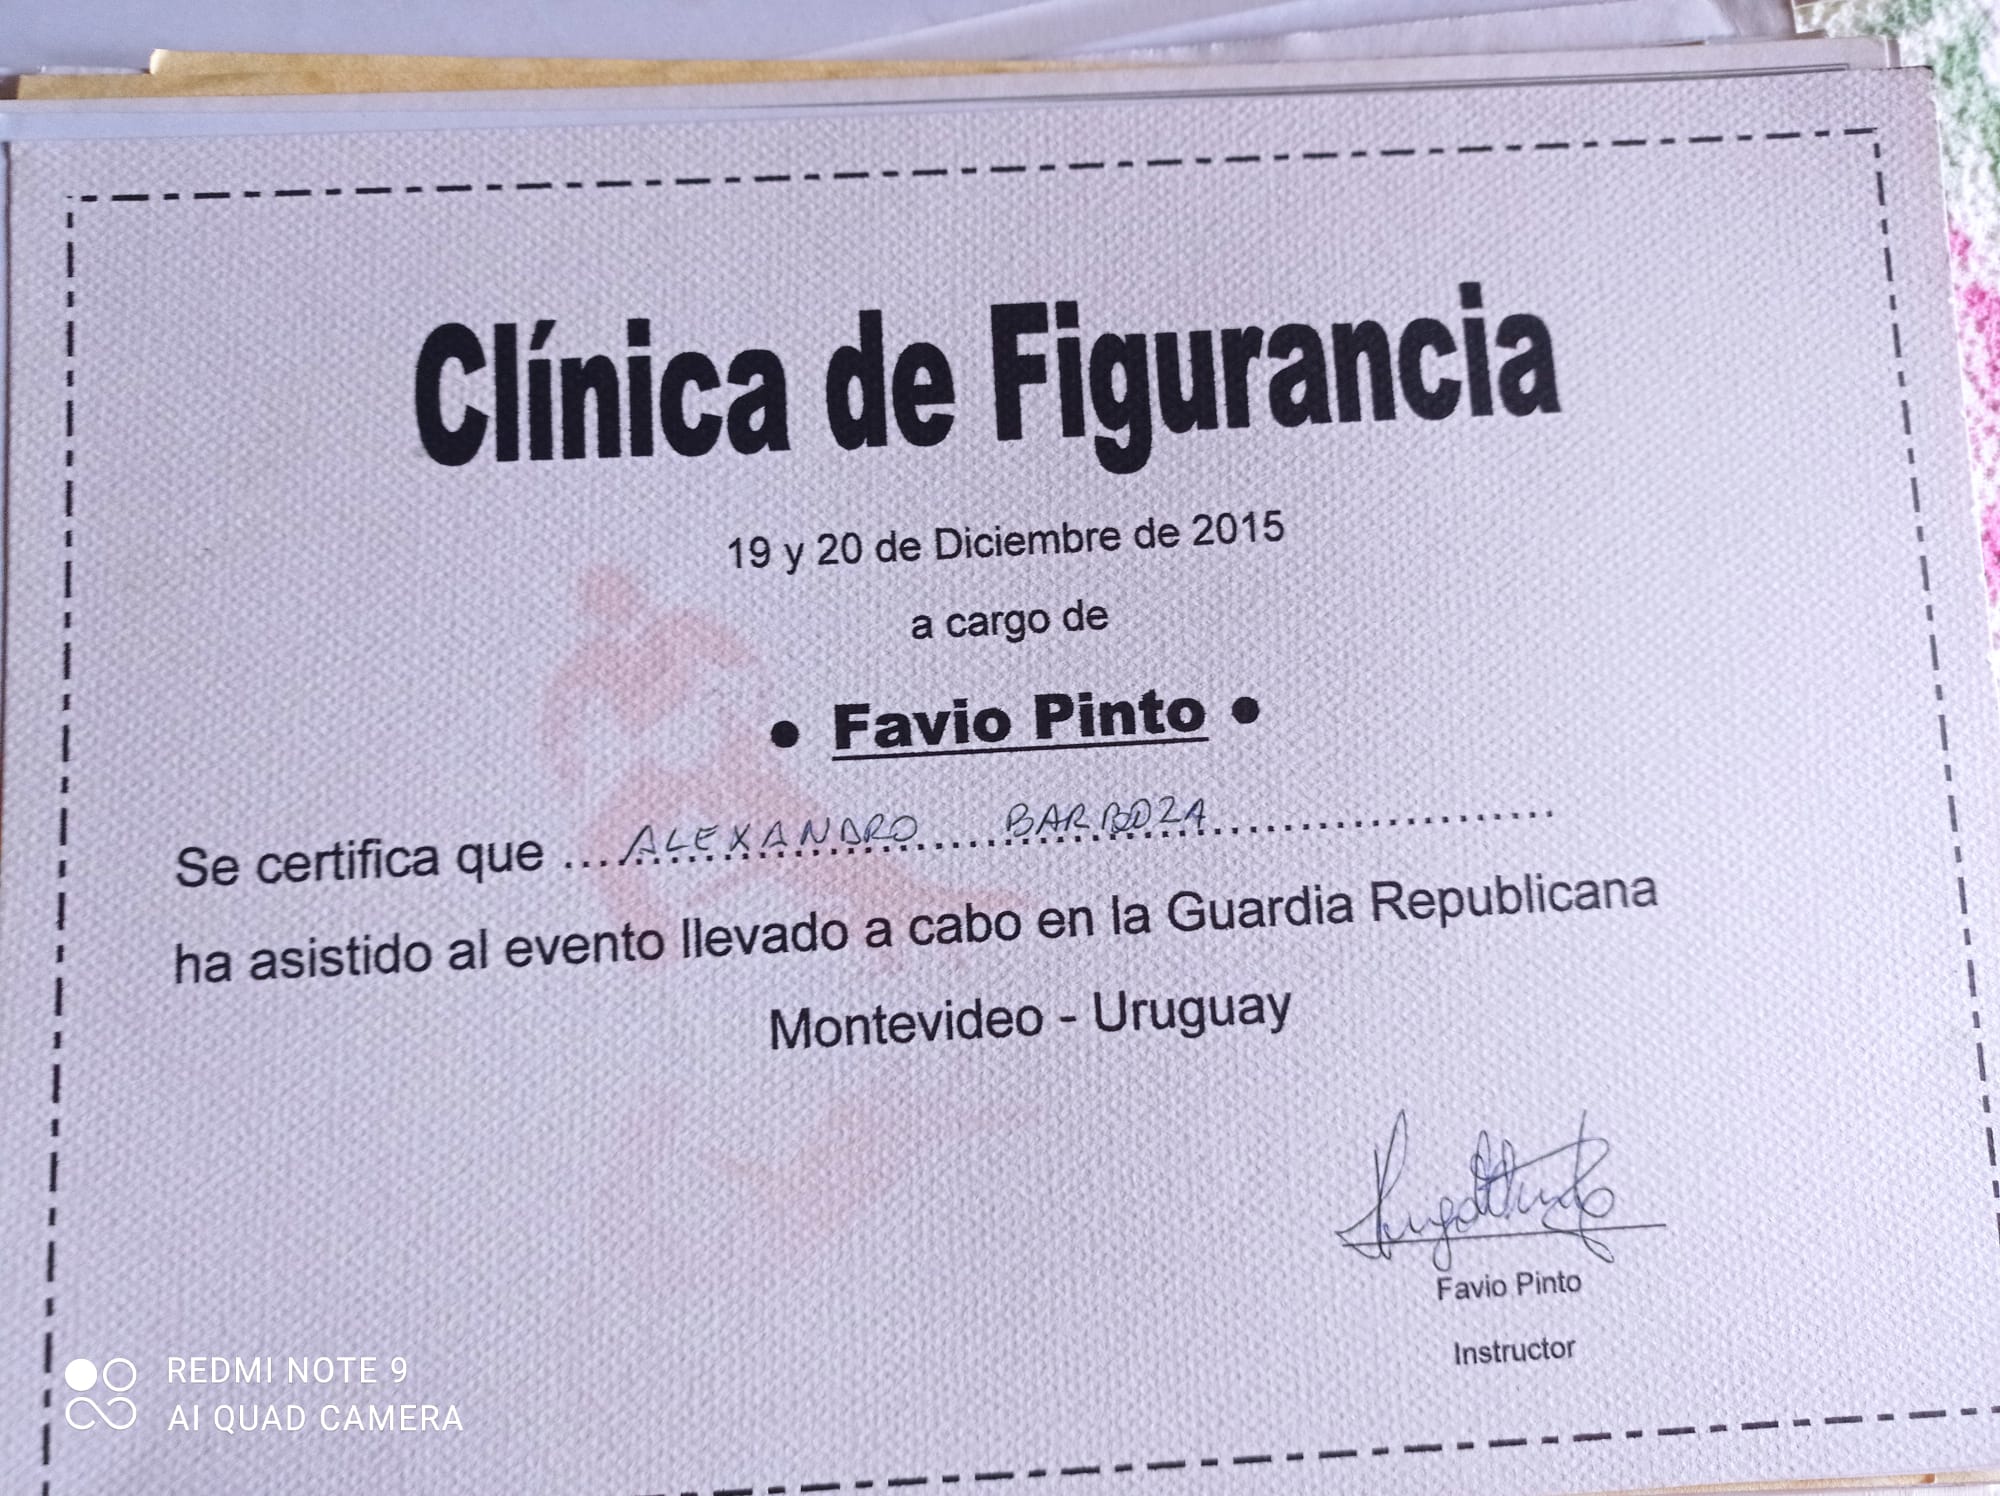 Clínica de Figurancia
19 y 20 de Diciembre de 2015
a cargo de
• Favio Pinto •
Se certifica que ....ALEXANDRO BARBOZA....
ha asistido al evento llevado a cabo en la Guardia Republicana
Montevideo - Uruguay
Favio Pinto
Instructor
REDMI NOTE 9
AI QUAD CAMERA